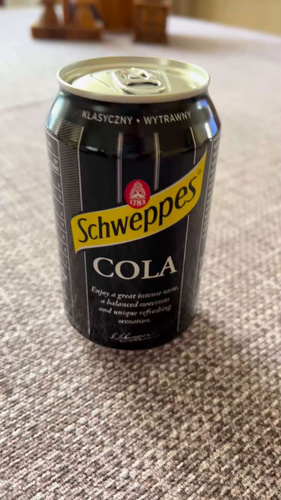 KLASYCZNY • WYTRAWNY
1783
Schweppes®
COLA
Enjoy a great intense taste,
a balanced sweetness
and unique refreshing
sensation.